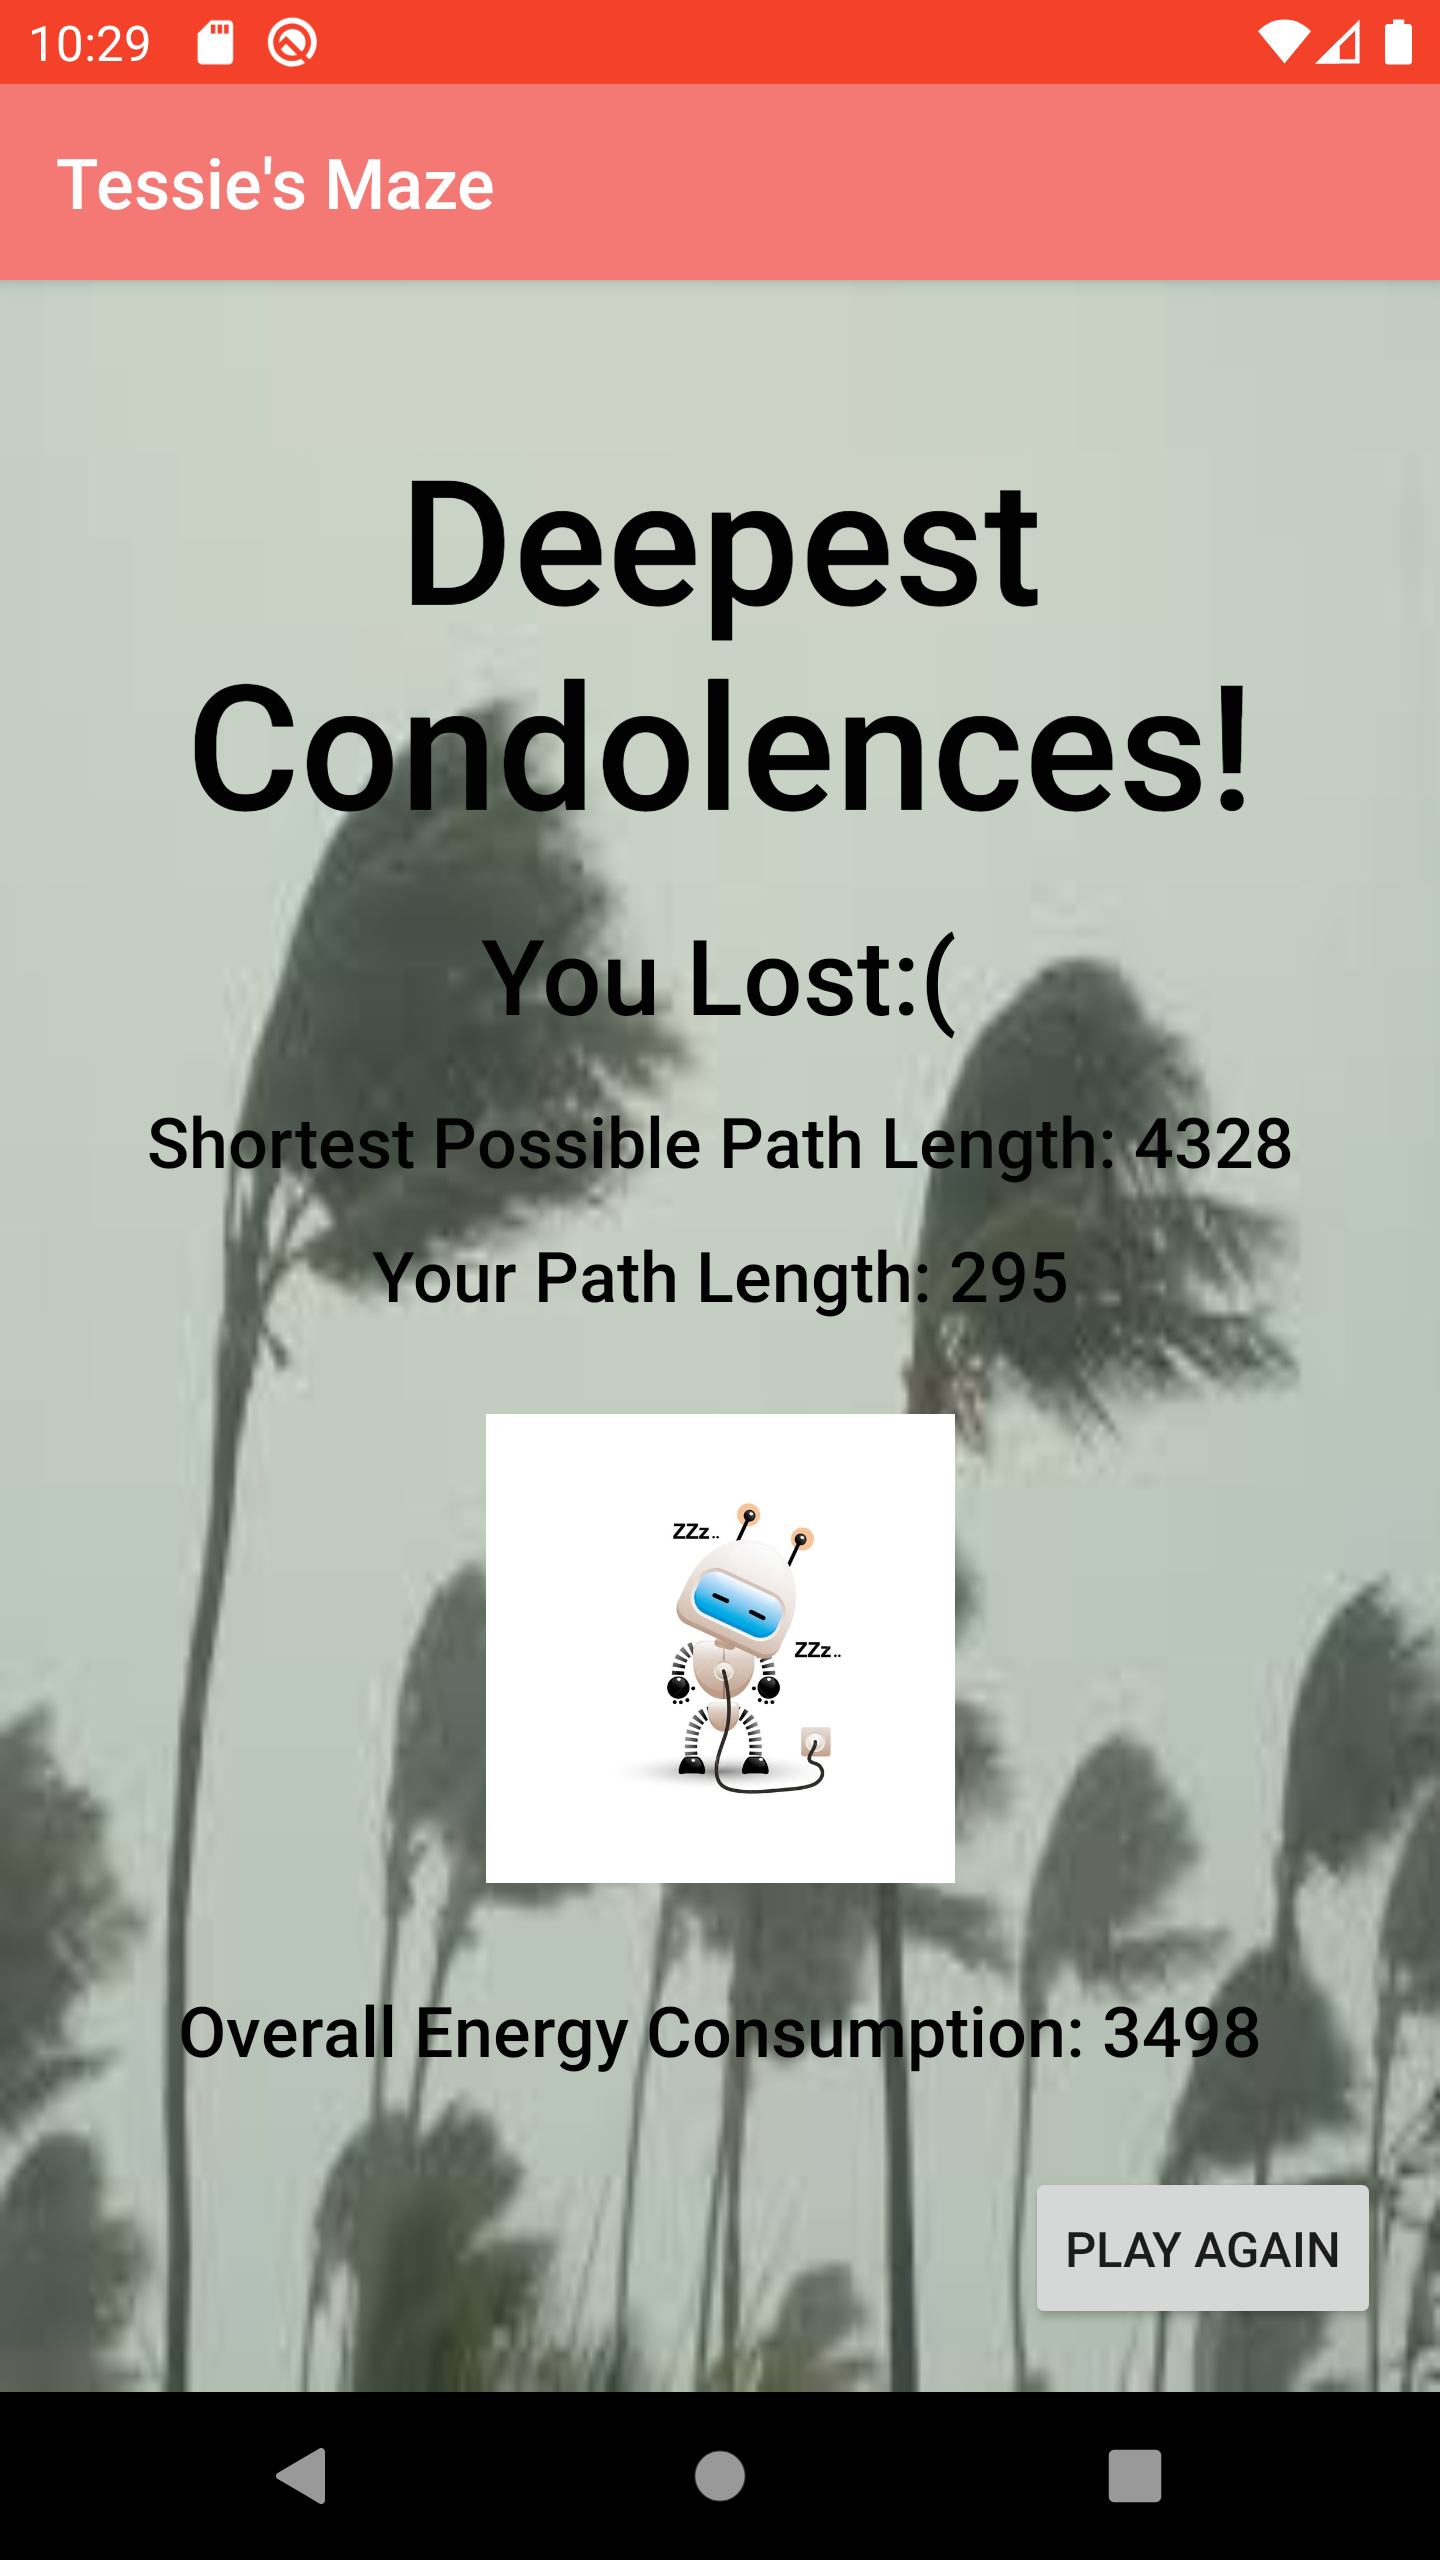 10:29
Tessie's Maze
Deepest
Condolences!
You Lost:(
Shortest Possible Path Length: 4328
Your Path Length: 295
ZZz..
ZZz..
Overall Energy Consumption: 3498
PLAY AGAIN